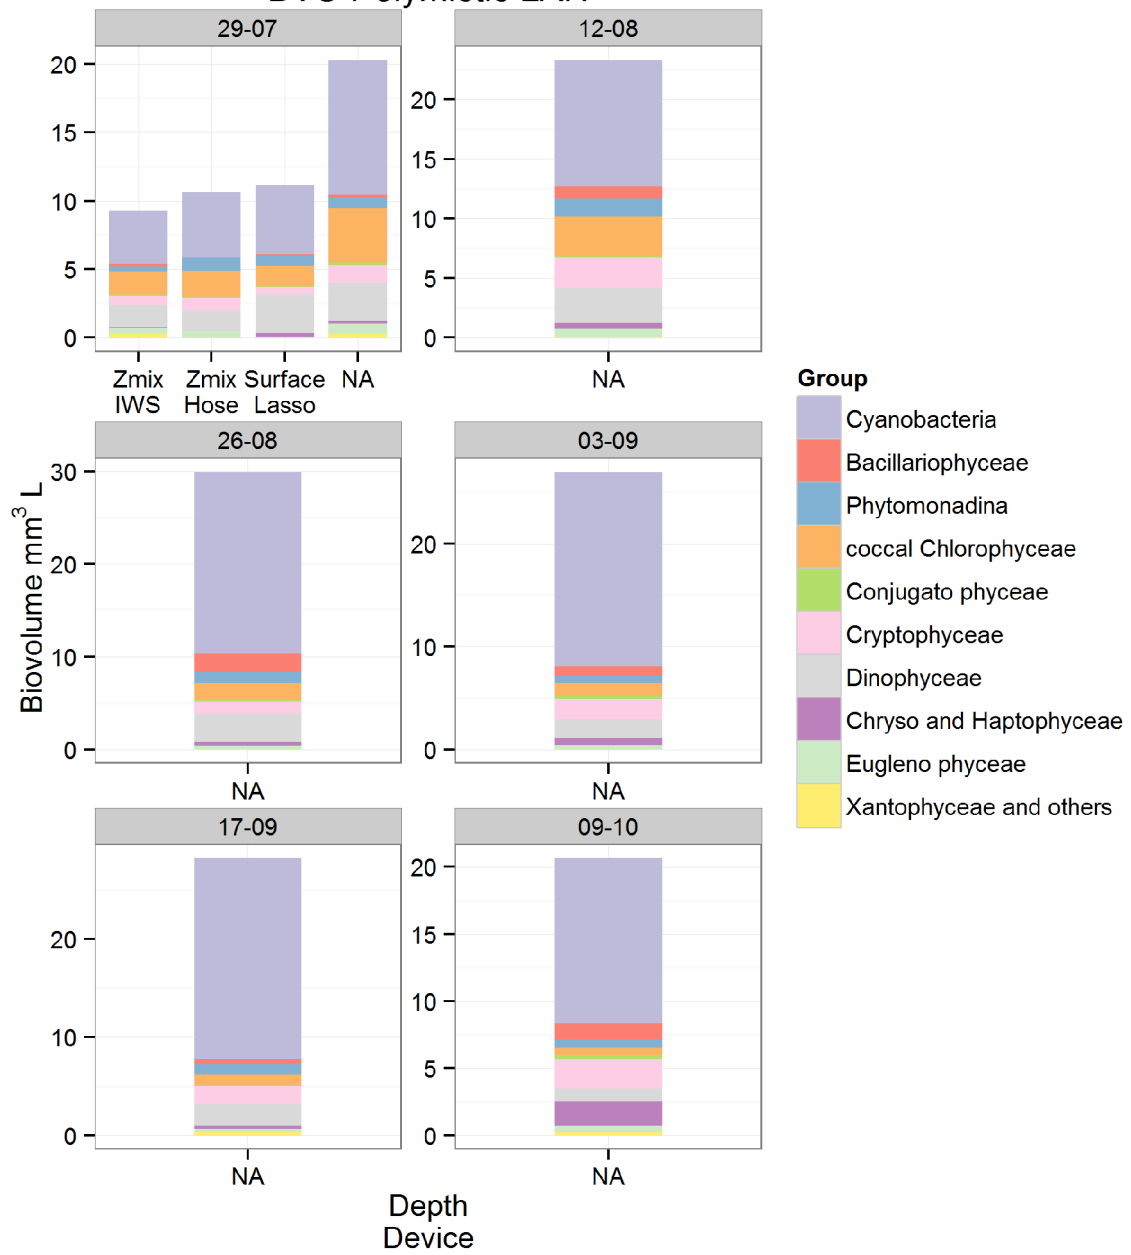 29-07
12-08
20
15
10
5
0
20
15
10
5
0
Zmix Zmix Surface NA
IWS Hose Lasso
NA
26-08
03-09
30
20
10
0
20
10
0
NA
NA
17-09
09-10
20
10
0
20
15
10
5
0
NA
NA
Biovolume mm³ L
Depth
Device
Group
Cyanobacteria
Bacillariophyceae
Phytomonadina
coccal Chlorophyceae
Conjugato phyceae
Cryptophyceae
Dinophyceae
Chryso and Haptophyceae
Eugleno phyceae
Xantophyceae and others